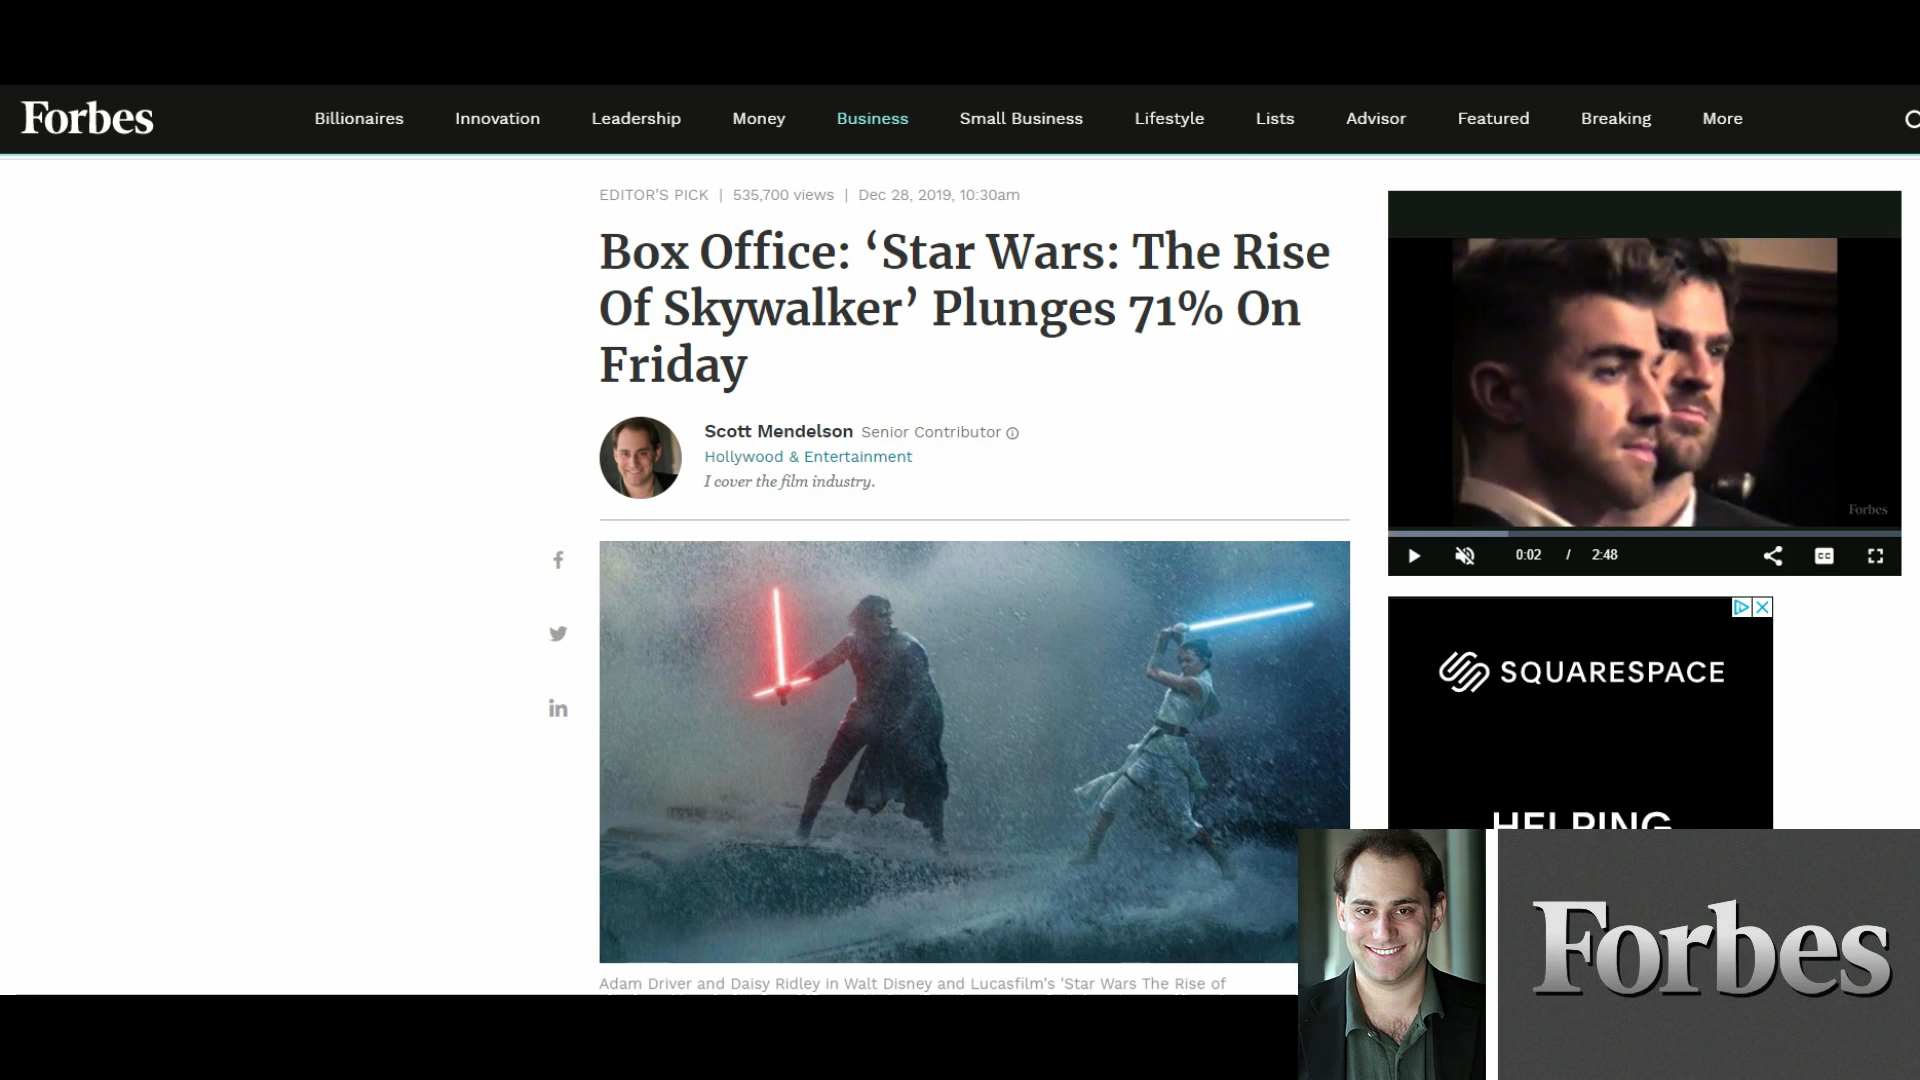 Forbes
Billionaires Innovation Leadership Money Business Small Business Lifestyle Lists Advisor Featured Breaking More
EDITOR'S PICK | 535,700 views | Dec 28, 2019, 10:30am
Box Office: ‘Star Wars: The Rise
Of Skywalker’ Plunges 71% On
Friday
Scott Mendelson Senior Contributor
Hollywood & Entertainment
I cover the film industry.
Forbes
0:02 / 2:48
CC
SQUARESPACE
HELPING
Adam Driver and Daisy Ridley in Walt Disney and Lucasfilm's 'Star Wars The Rise of
Forbes